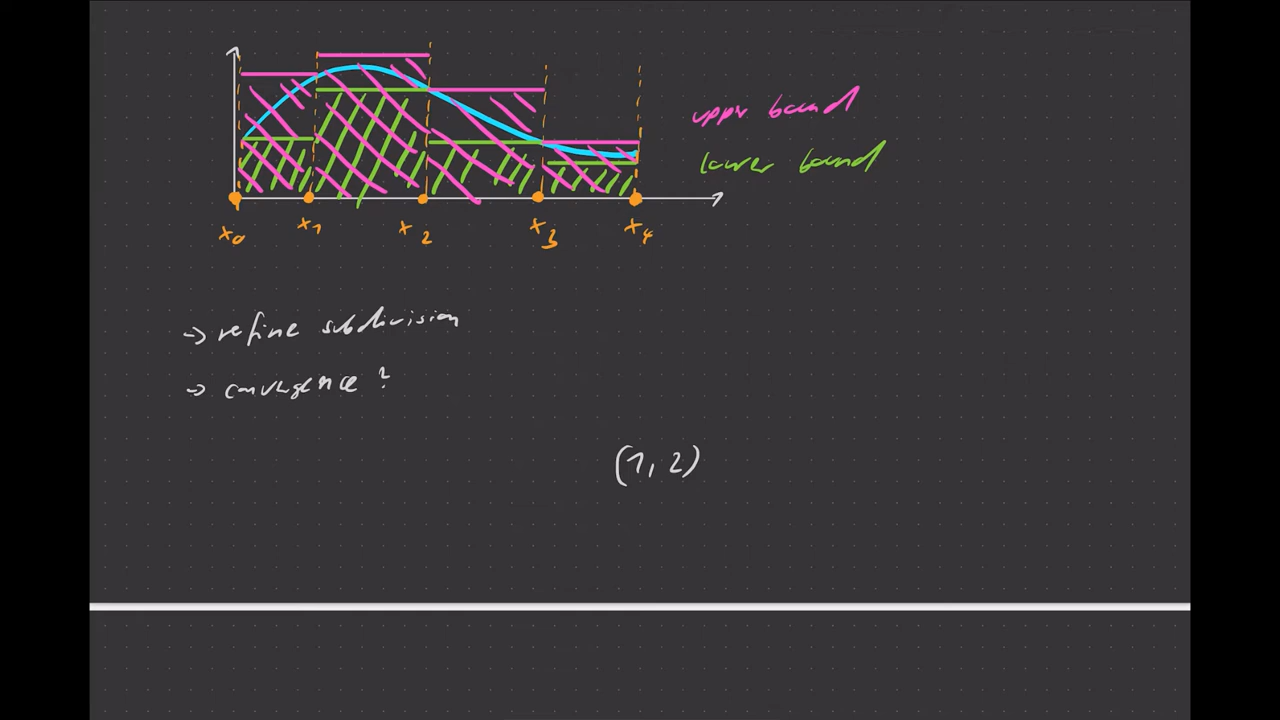 upper bound
lower bound
x₀ x₁ x₂ x₃ x₄
→ refine subdivision
→ convergence?
(1, 2)